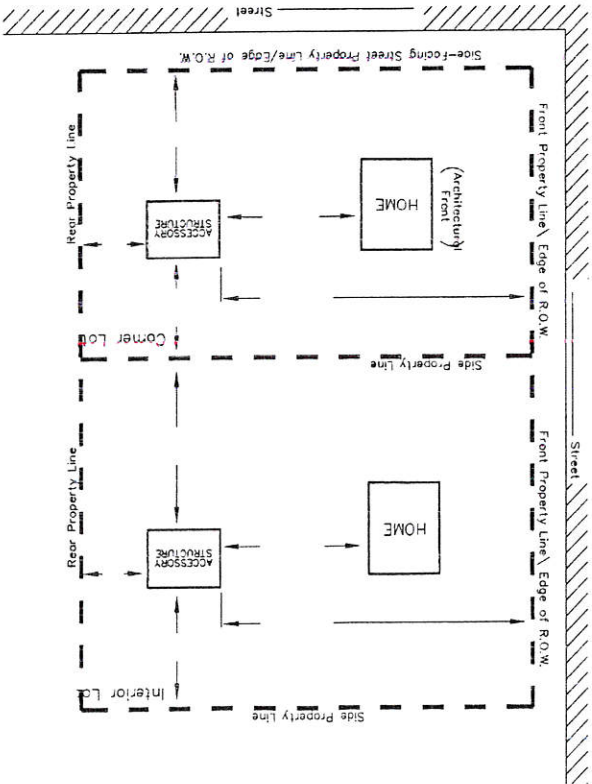 Street
Side-Facing Street Property Line/Edge of R.O.W.
Front Property Line\ Edge of R.O.W.
Rear Property Line
HOME
(Architectural
Front)
ACCESSORY
STRUCTURE
Corner Lot
Side Property Line
Street
Front Property Line\ Edge of R.O.W.
Rear Property Line
HOME
ACCESSORY
STRUCTURE
Interior Lot
Side Property Line